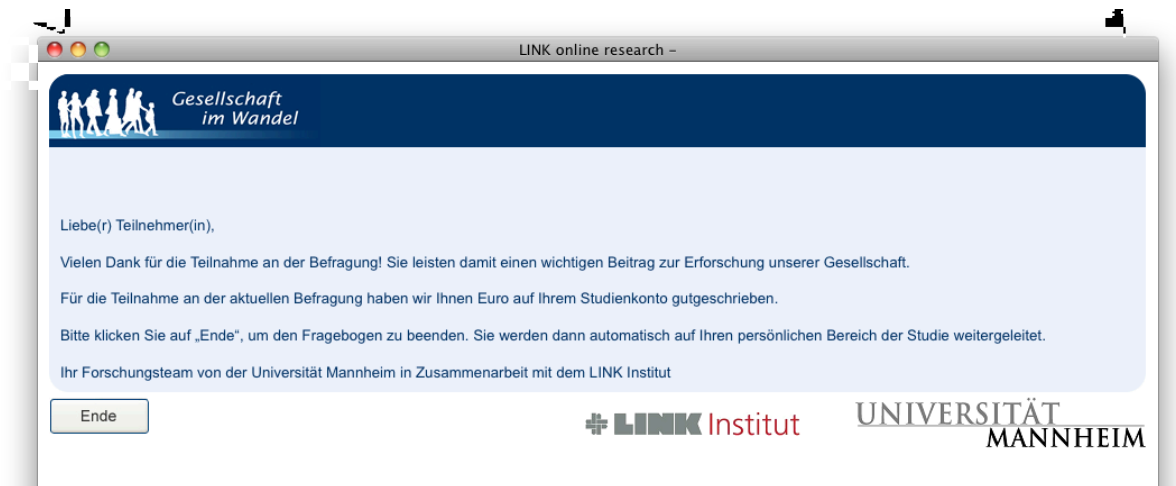 LINK online research –
Gesellschaft
im Wandel
Liebe(r) Teilnehmer(in),
Vielen Dank für die Teilnahme an der Befragung! Sie leisten damit einen wichtigen Beitrag zur Erforschung unserer Gesellschaft.
Für die Teilnahme an der aktuellen Befragung haben wir Ihnen Euro auf Ihrem Studienkonto gutgeschrieben.
Bitte klicken Sie auf „Ende“, um den Fragebogen zu beenden. Sie werden dann automatisch auf Ihren persönlichen Bereich der Studie weitergeleitet.
Ihr Forschungsteam von der Universität Mannheim in Zusammenarbeit mit dem LINK Institut
Ende
LINK Institut
UNIVERSITÄT
MANNHEIM